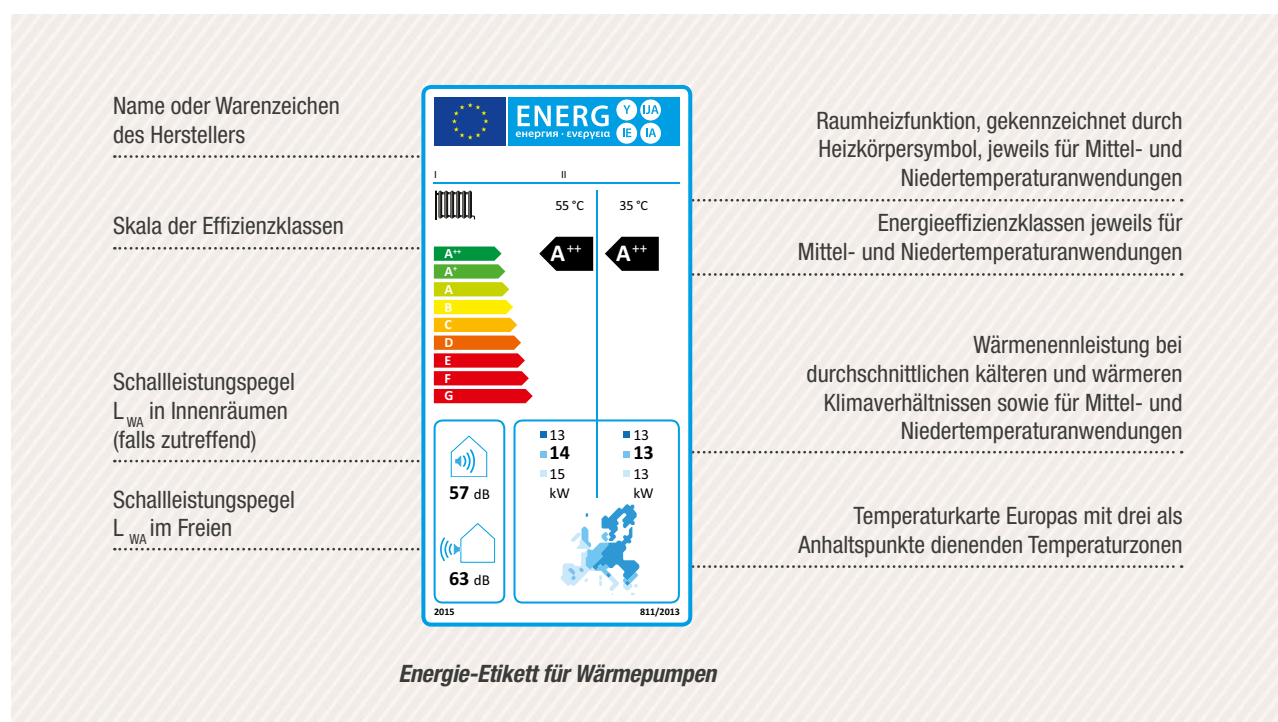 Name oder Warenzeichen
des Herstellers
Skala der Effizienzklassen
Schallleistungspegel
L WA in Innenräumen
(falls zutreffend)
Schallleistungspegel
L WA im Freien
ENERG Y IJA
енергия · ενεργεια IE IA
I II
55 °C 35 °C
A++ A++ A++
A+
A
B
C
D
E
F
G
13 13
14 13
15 13
kW kW
57 dB
63 dB
2015 811/2013
Raumheizfunktion, gekennzeichnet durch
Heizkörpersymbol, jeweils für Mittel- und
Niedertemperaturanwendungen
Energieeffizienzklassen jeweils für
Mittel- und Niedertemperaturanwendungen
Wärmenennleistung bei
durchschnittlichen kälteren und wärmeren
Klimaverhältnissen sowie für Mittel- und
Niedertemperaturanwendungen
Temperaturkarte Europas mit drei als
Anhaltspunkte dienenden Temperaturzonen
Energie-Etikett für Wärmepumpen